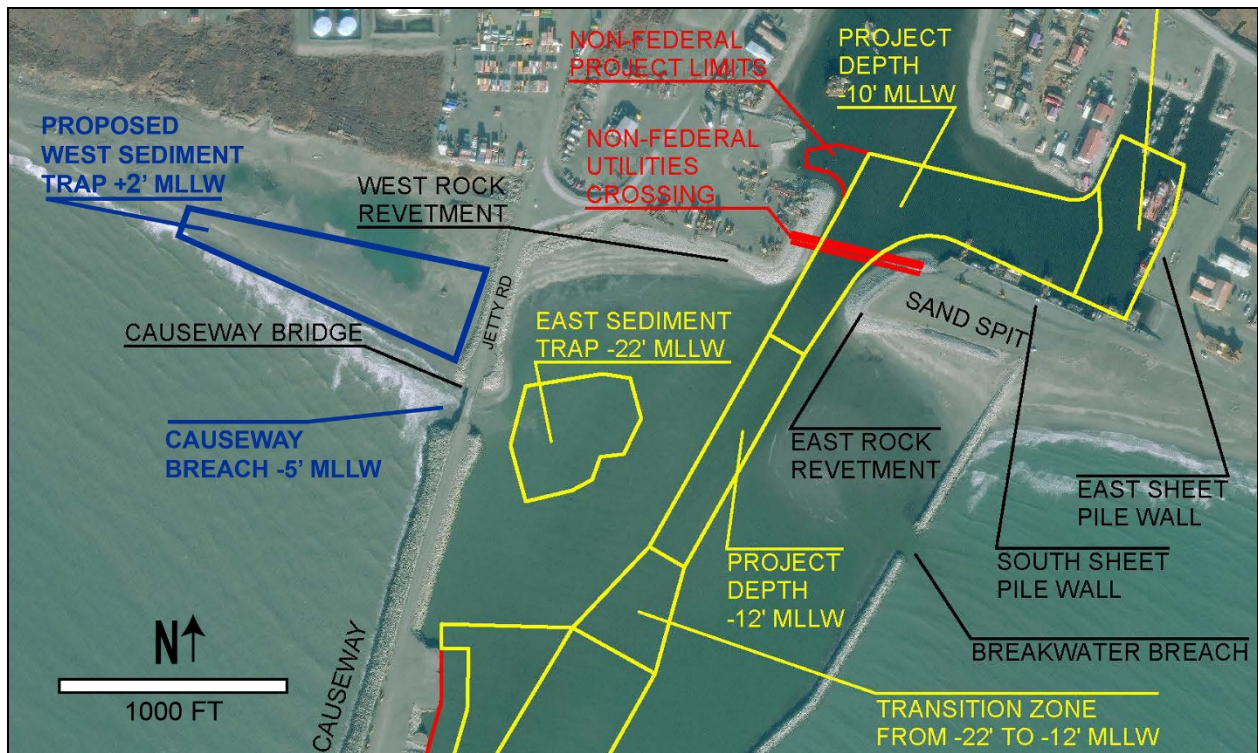 NON-FEDERAL
PROJECT LIMITS
PROJECT
DEPTH
-10' MLLW
PROPOSED
WEST SEDIMENT
TRAP +2' MLLW
NON-FEDERAL
UTILITIES
CROSSING
WEST ROCK
REVETMENT
SAND SPIT
CAUSEWAY BRIDGE
JETTY RD
EAST SEDIMENT
TRAP -22' MLLW
CAUSEWAY
BREACH -5' MLLW
EAST ROCK
REVETMENT
EAST SHEET
PILE WALL
SOUTH SHEET
PILE WALL
PROJECT
DEPTH
-12' MLLW
BREAKWATER BREACH
N
1000 FT
CAUSEWAY
TRANSITION ZONE
FROM -22' TO -12' MLLW